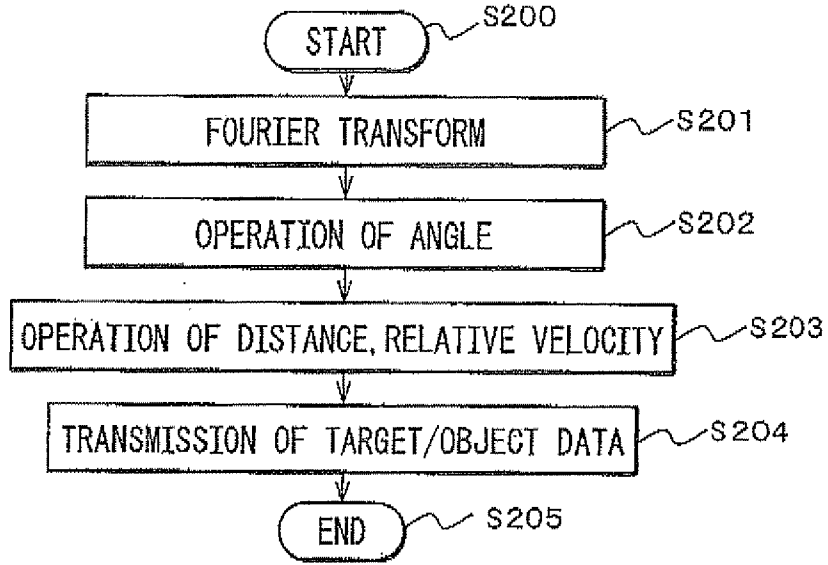 START S200
FOURIER TRANSFORM S201
OPERATION OF ANGLE S202
OPERATION OF DISTANCE, RELATIVE VELOCITY S203
TRANSMISSION OF TARGET/OBJECT DATA S204
END S205